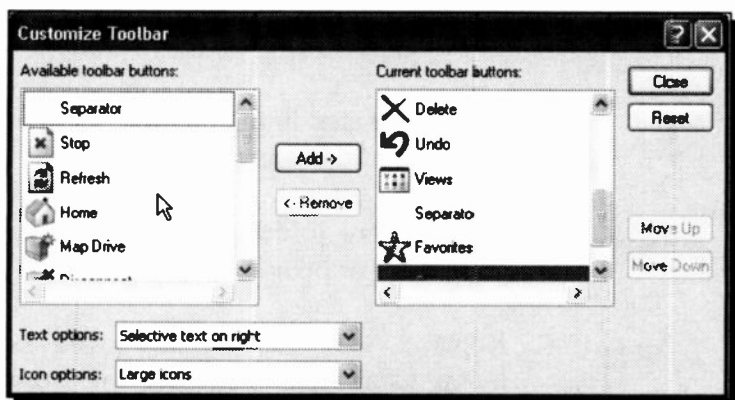 Customize Toolbar
Available toolbar buttons:
Separator
Stop
Refresh
Home
Map Drive
Disconnect
Add ->
<- Remove
Current toolbar buttons:
Delete
Undo
Views
Separato
Favorites
Close
Reset
Move Up
Move Down
Text options:
Selective text on right
Icon options:
Large icons